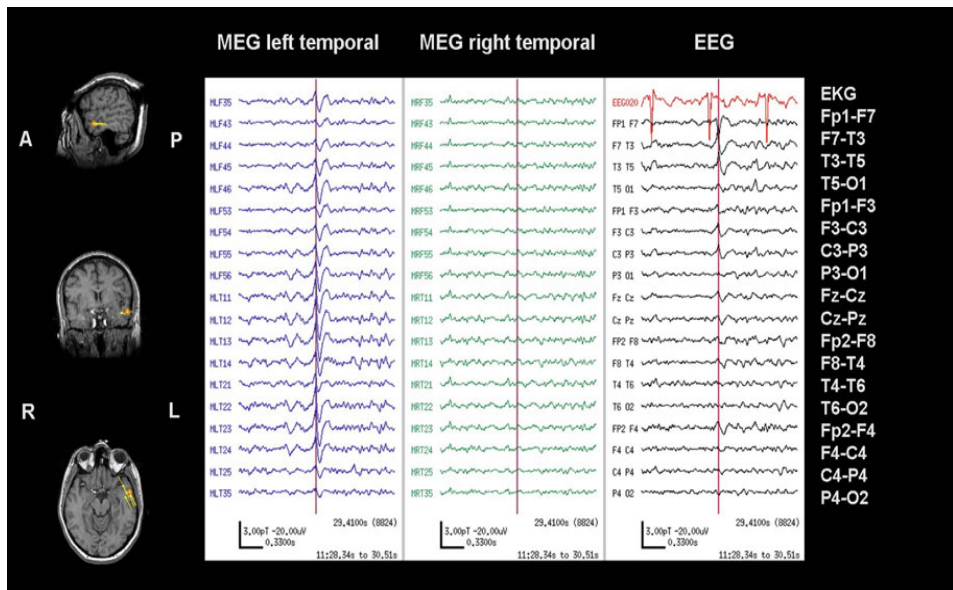 MEG left temporal
MEG right temporal
EEG
A
P
R
L
MLF35
MLF43
MLF44
MLF45
MLF46
MLF53
MLF54
MLF55
MLF56
MLT11
MLT12
MLT13
MLT14
MLT21
MLT22
MLT23
MLT24
MLT25
MLT35
3.00pT -20.00uV
0.3300s
29.4100s (8824)
11:28.34s to 30.51s
MRF35
MRF43
MRF44
MRF45
MRF46
MRF53
MRF54
MRF55
MRF56
MRT11
MRT12
MRT13
MRT14
MRT21
MRT22
MRT23
MRT24
MRT25
MRT35
3.00pT -20.00uV
0.3300s
29.4100s (8824)
11:28.34s to 30.51s
EEG020
FP1 F7
F7 T3
T3 T5
T5 O1
FP1 F3
F3 C3
C3 P3
P3 O1
Fz Cz
Cz Pz
FP2 F8
F8 T4
T4 T6
T6 O2
FP2 F4
F4 C4
C4 P4
P4 O2
3.00pT -20.00uV
0.3300s
29.4100s (8824)
11:28.34s to 30.51s
EKG
Fp1-F7
F7-T3
T3-T5
T5-O1
Fp1-F3
F3-C3
C3-P3
P3-O1
Fz-Cz
Cz-Pz
Fp2-F8
F8-T4
T4-T6
T6-O2
Fp2-F4
F4-C4
C4-P4
P4-O2